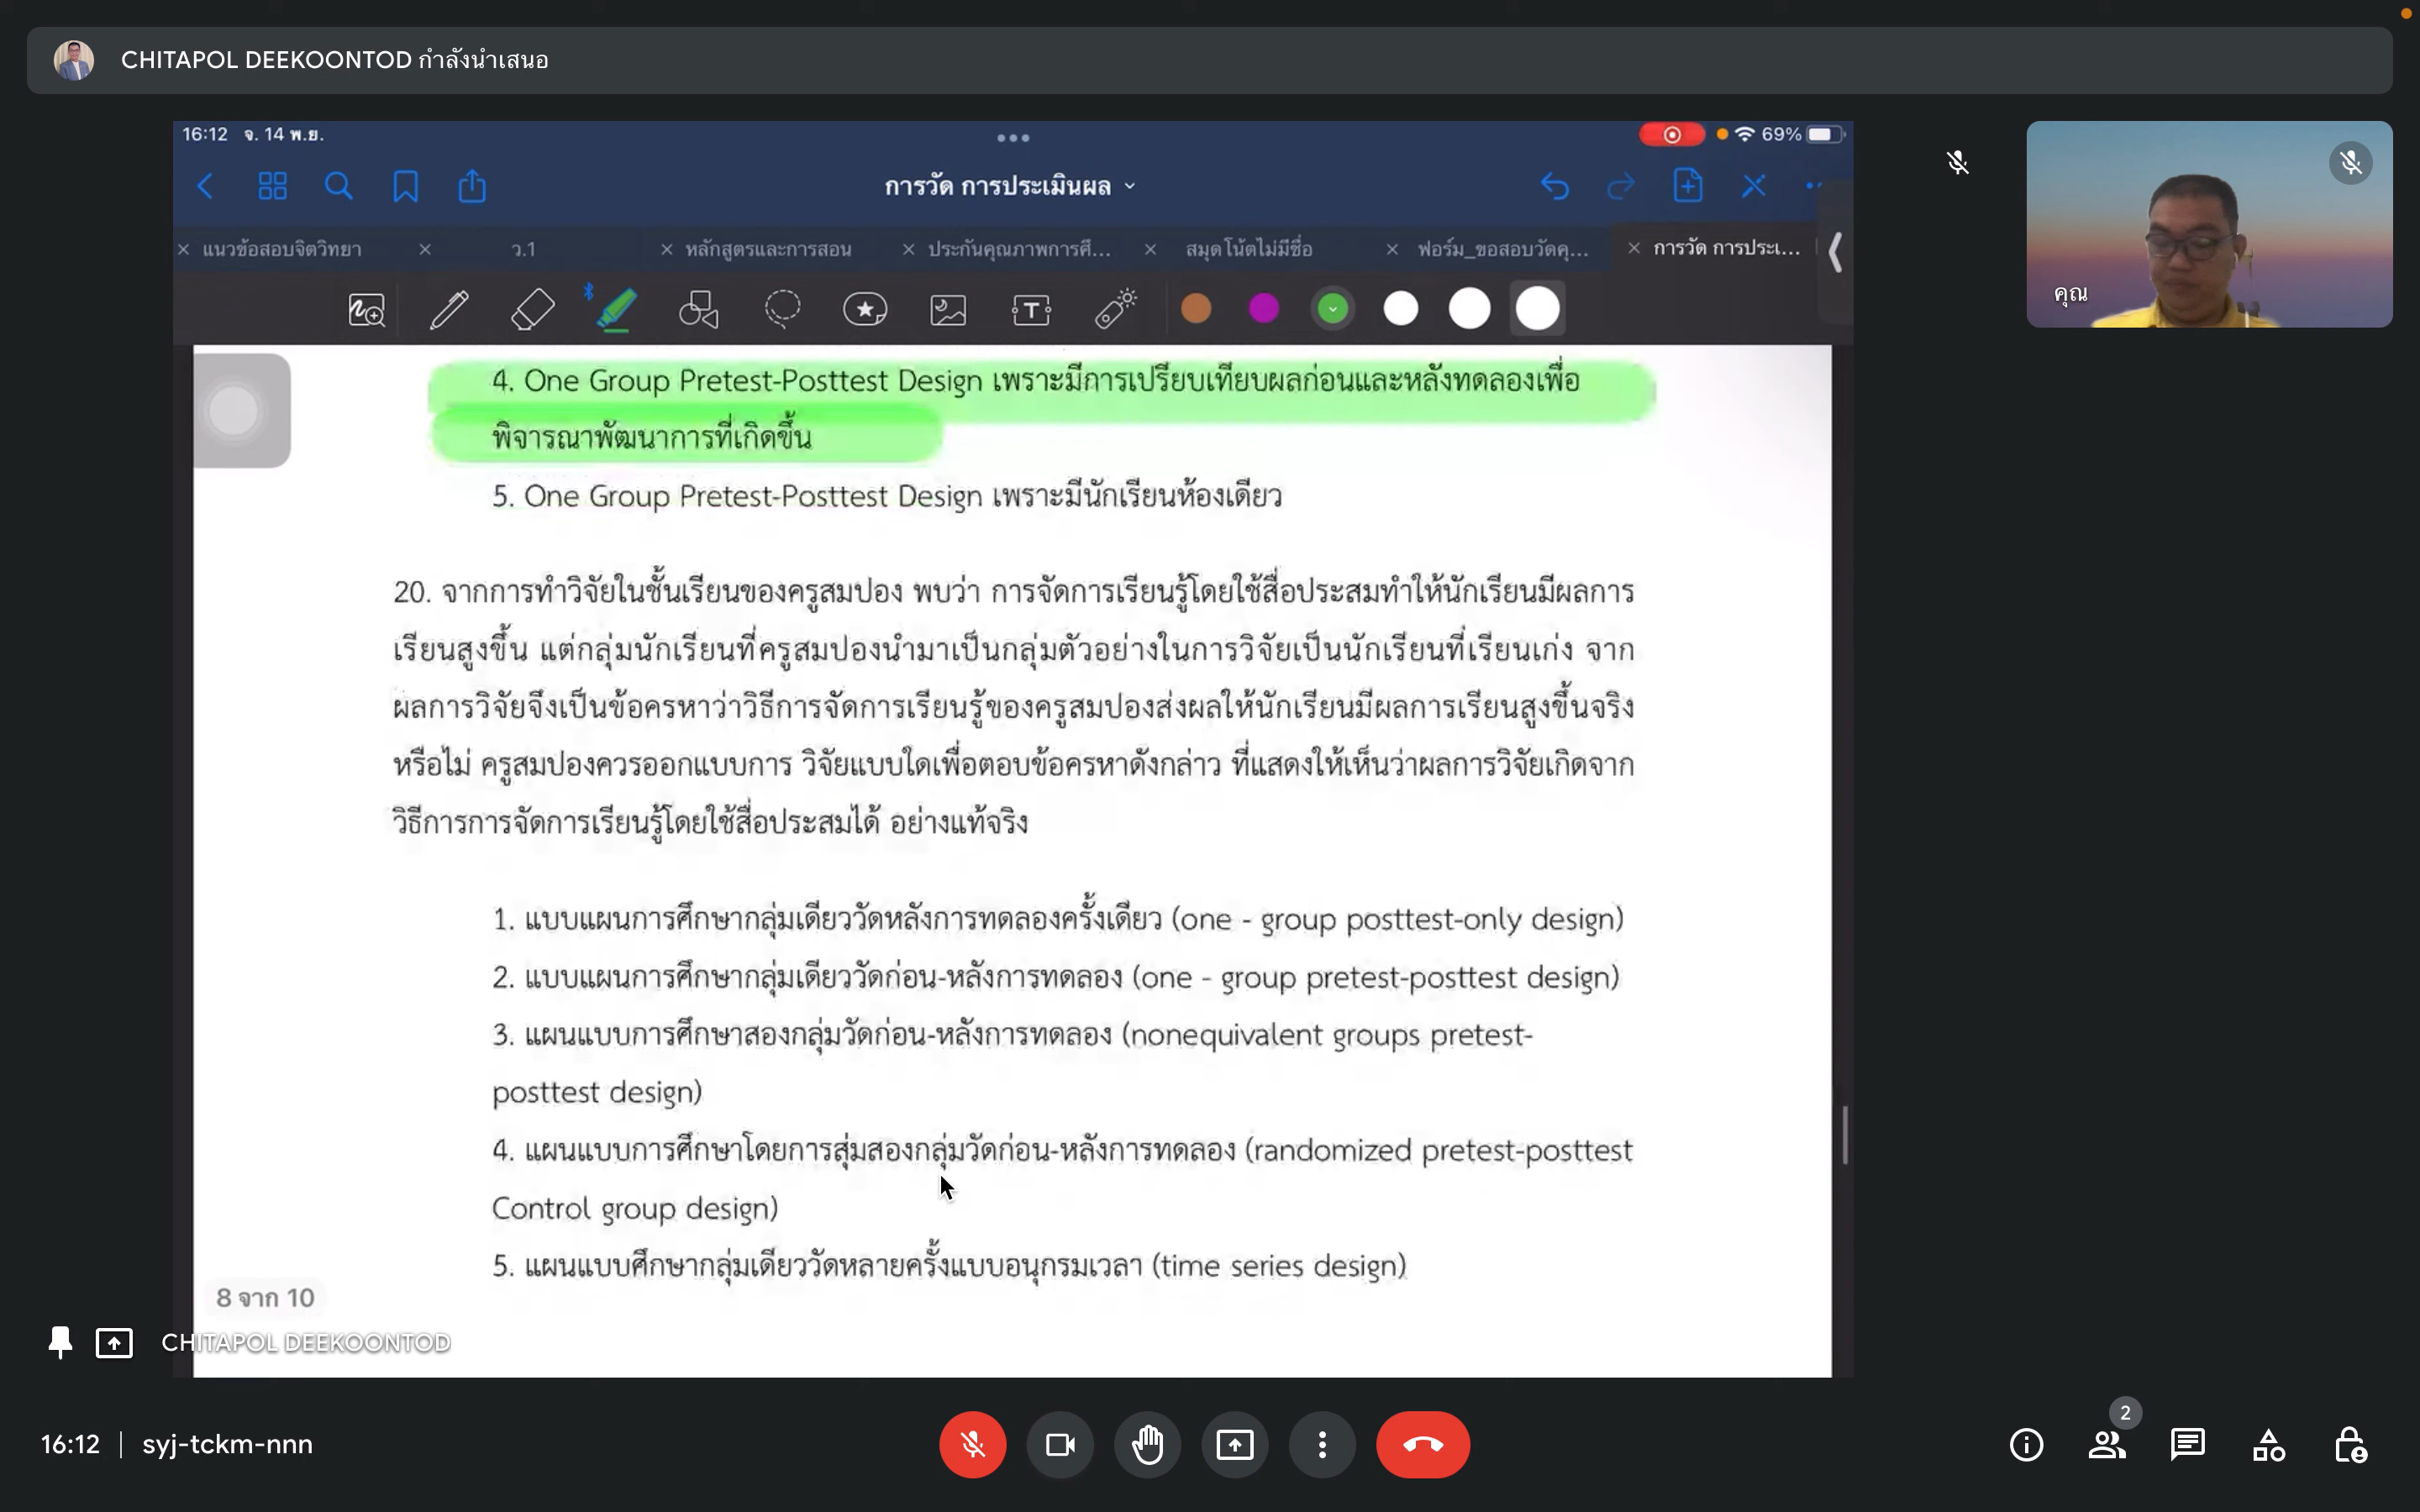 CHITAPOL DEEKOONTOD กำลังนำเสนอ
16:12 จ. 14 พ.ย.
69%
การวัด การประเมินผล
แนวข้อสอบจิตวิทยา
ว.1
หลักสูตรและการสอน
ประกันคุณภาพการศึ...
สมุดโน้ตไม่มีชื่อ
ฟอร์ม_ขอสอบวัดคุ...
การวัด การประเ...
คุณ
4. One Group Pretest-Posttest Design เพราะมีการเปรียบเทียบผลก่อนและหลังทดลองเพื่อ
พิจารณาพัฒนาการที่เกิดขึ้น
5. One Group Pretest-Posttest Design เพราะมีนักเรียนห้องเดียว
20. จากการทำวิจัยในชั้นเรียนของครูสมปอง พบว่า การจัดการเรียนรู้โดยใช้สื่อประสมทำให้นักเรียนมีผลการ
เรียนสูงขึ้น แต่กลุ่มนักเรียนที่ครูสมปองนำมาเป็นกลุ่มตัวอย่างในการวิจัยเป็นนักเรียนที่เรียนเก่ง จาก
ผลการวิจัยจึงเป็นข้อครหาว่าวิธีการจัดการเรียนรู้ของครูสมปองส่งผลให้นักเรียนมีผลการเรียนสูงขึ้นจริง
หรือไม่ ครูสมปองควรออกแบบการ วิจัยแบบใดเพื่อตอบข้อครหาดังกล่าว ที่แสดงให้เห็นว่าผลการวิจัยเกิดจาก
วิธีการการจัดการเรียนรู้โดยใช้สื่อประสมได้ อย่างแท้จริง
1. แบบแผนการศึกษากลุ่มเดียววัดหลังการทดลองครั้งเดียว (one - group posttest-only design)
2. แบบแผนการศึกษากลุ่มเดียววัดก่อน-หลังการทดลอง (one - group pretest-posttest design)
3. แผนแบบการศึกษาสองกลุ่มวัดก่อน-หลังการทดลอง (nonequivalent groups pretest-
posttest design)
4. แผนแบบการศึกษาโดยการสุ่มสองกลุ่มวัดก่อน-หลังการทดลอง (randomized pretest-posttest
Control group design)
5. แผนแบบศึกษากลุ่มเดียววัดหลายครั้งแบบอนุกรมเวลา (time series design)
8 จาก 10
CHITAPOL DEEKOONTOD
16:12 | syj-tckm-nnn
2